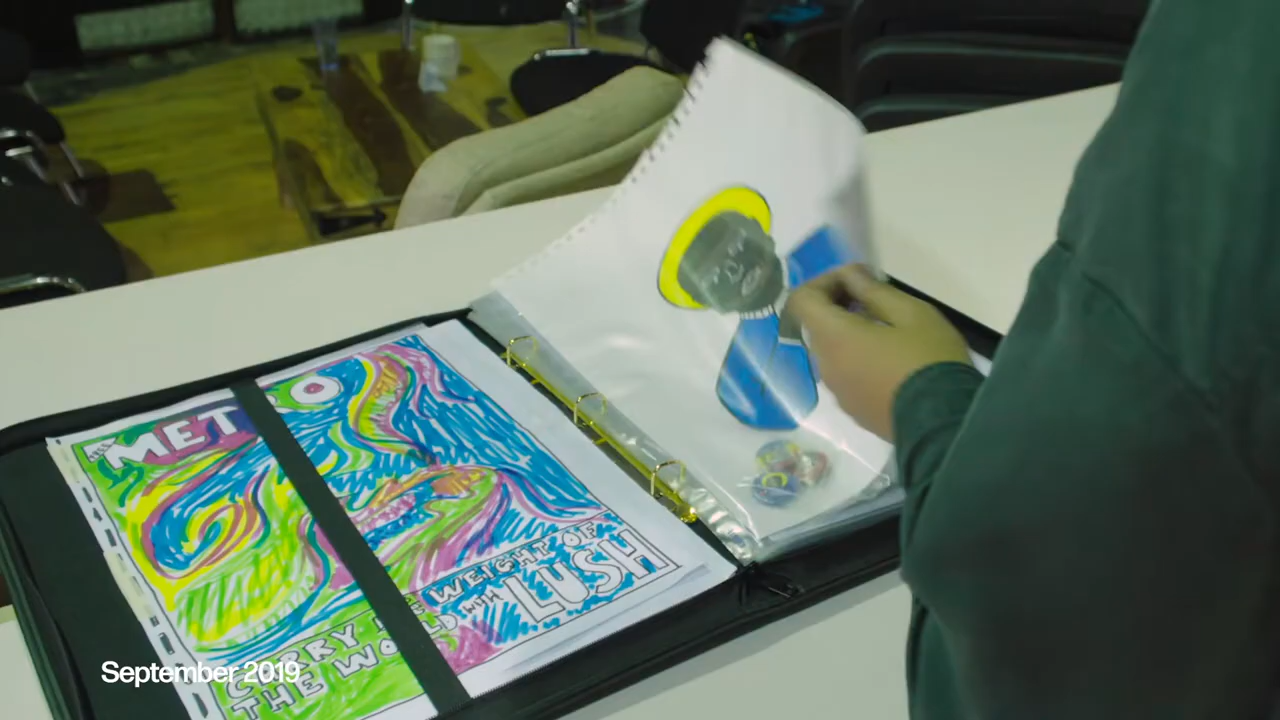 METRO
CARRY THE WEIGHT OF
THE WORLD WITH LUSH
September 2019